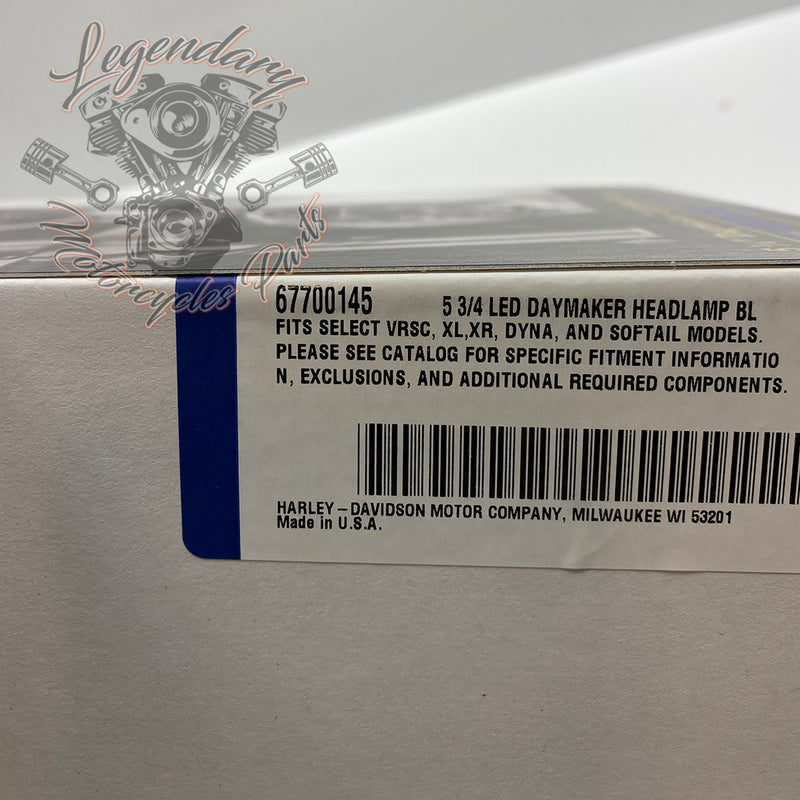 Legendary
Motorcycles Parts
67700145 5 3/4 LED DAYMAKER HEADLAMP BL
FITS SELECT VRSC, XL,XR, DYNA, AND SOFTAIL MODELS.
PLEASE SEE CATALOG FOR SPECIFIC FITMENT INFORMATIO
N, EXCLUSIONS, AND ADDITIONAL REQUIRED COMPONENTS.
HARLEY-DAVIDSON MOTOR COMPANY, MILWAUKEE WI 53201
Made in U.S.A.